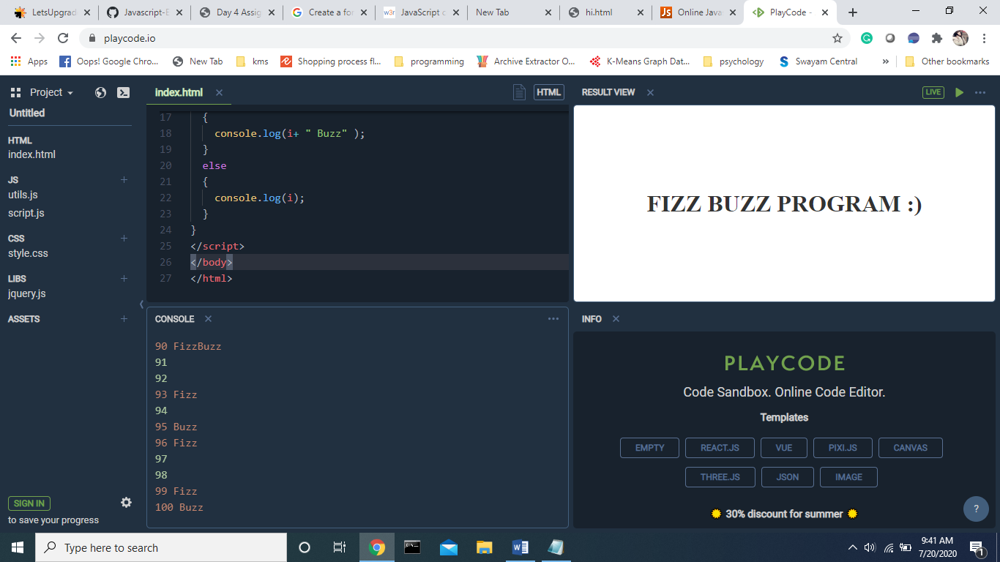 LetsUpgrad
Javascript-E
Day 4 Assig
Create a for
w3r JavaScript c
New Tab
hi.html
JS Online Java
PlayCode -
playcode.io
Apps
Oops! Google Chro...
New Tab
kms
Shopping process fl...
programming
Archive Extractor O...
K-Means Graph Dat...
psychology
Swayam Central
»
Other bookmarks
Project
Untitled
HTML
index.html
JS +
utils.js
script.js
CSS +
style.css
LIBS +
jquery.js
ASSETS +
SIGN IN
to save your progress
index.html
HTML
17 {
18 console.log(i+ " Buzz" );
19 }
20 else
21 {
22 console.log(i);
23 }
24 }
25 </script>
26 </body>
27 </html>
CONSOLE
90 FizzBuzz
91
92
93 Fizz
94
95 Buzz
96 Fizz
97
98
99 Fizz
100 Buzz
RESULT VIEW
LIVE
FIZZ BUZZ PROGRAM :)
INFO
PLAYCODE
Code Sandbox. Online Code Editor.
Templates
EMPTY REACT.JS VUE PIXI.JS CANVAS
THREE.JS JSON IMAGE
30% discount for summer
?
Type here to search
9:41 AM
7/20/2020
1